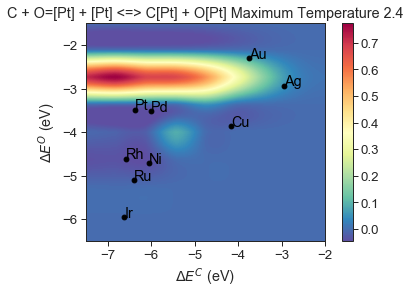 C + O=[Pt] + [Pt] <=> C[Pt] + O[Pt] Maximum Temperature 2.4
−2
−3
−4
−5
−6
ΔE^O (eV)
Au
Ag
Pt
Pd
Cu
Rh
Ni
Ru
Ir
−7
−6
−5
−4
−3
−2
ΔE^C (eV)
0.7
0.6
0.5
0.4
0.3
0.2
0.1
0.0